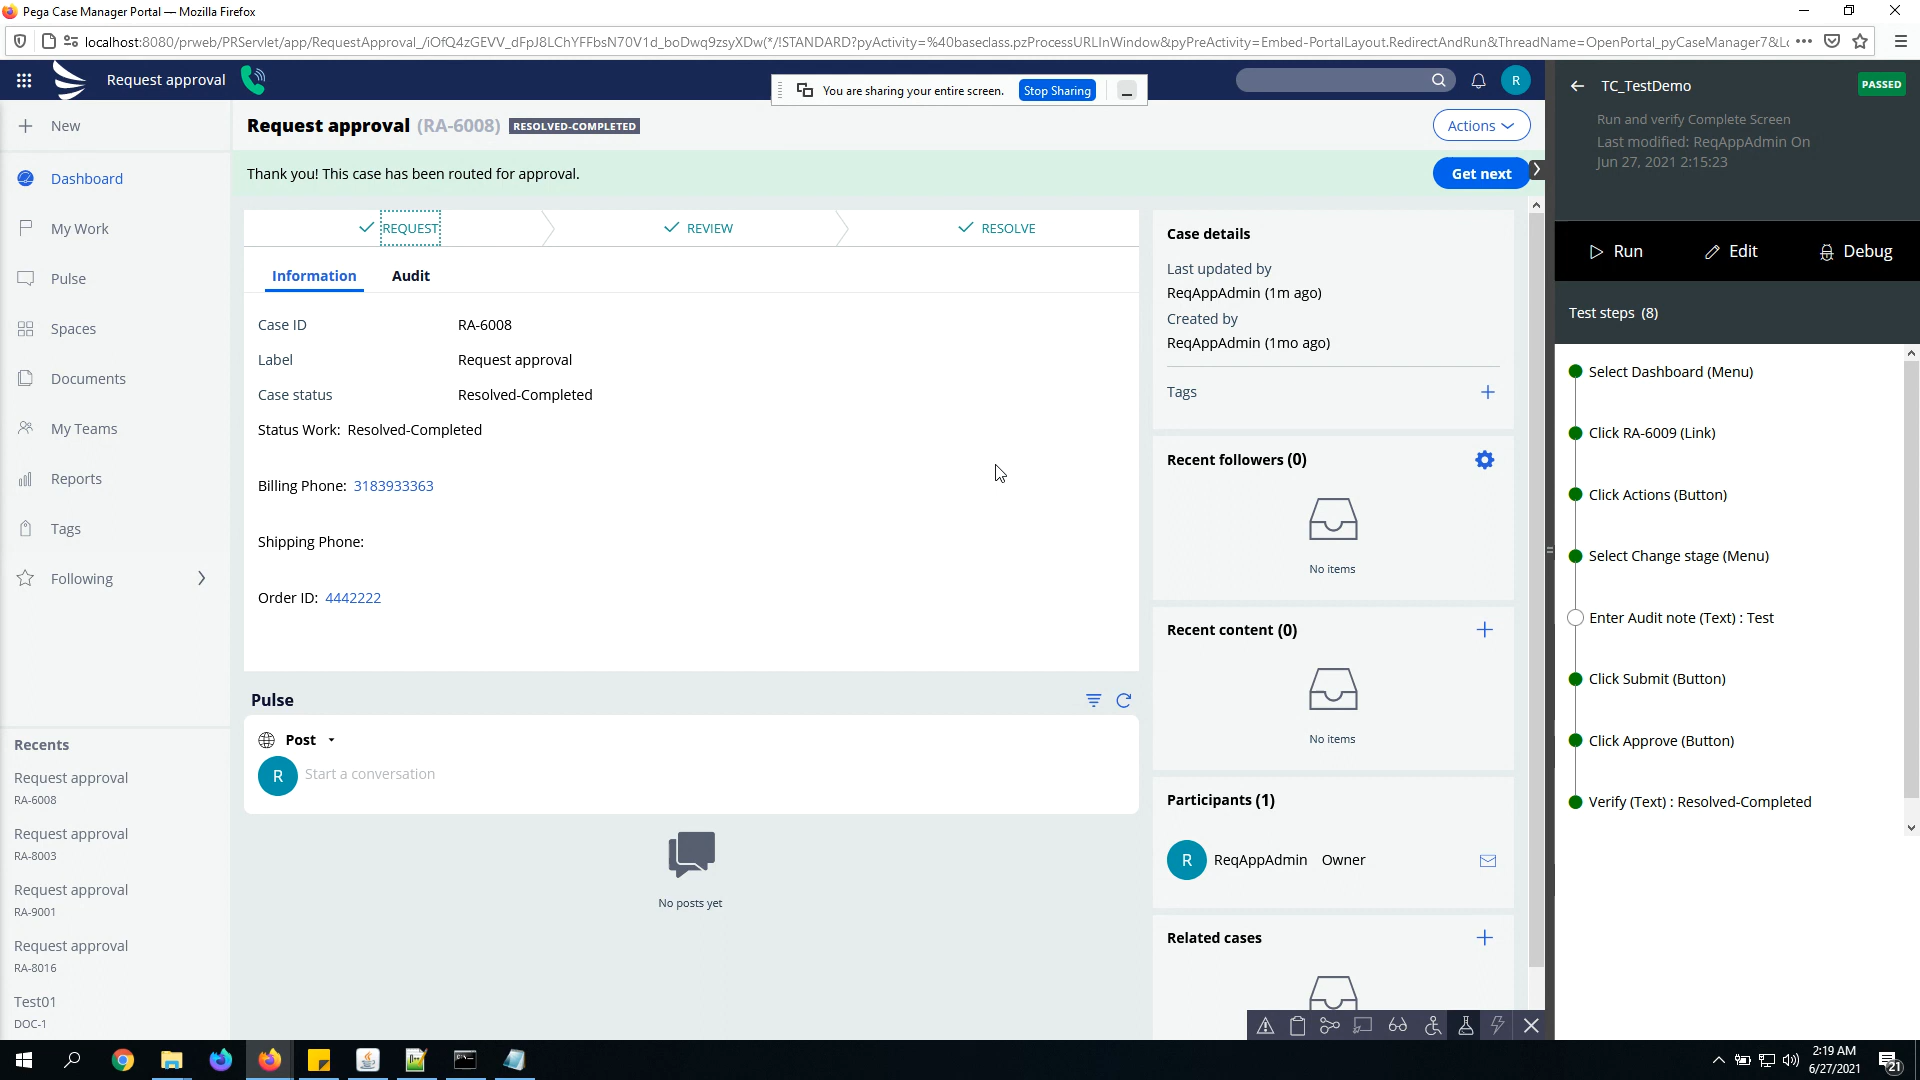 Pega Case Manager Portal — Mozilla Firefox
localhost:8080/prweb/PRServlet/app/RequestApproval_/iOfQ4zGEVV_dFpJ8LChYFFbsN70V1d_boDwq9zsyXDw(*/!STANDARD?pyActivity=%40baseclass.pzProcessURLInWindow&pyPreActivity=Embed-PortalLayout.RedirectAndRun&ThreadName=OpenPortal_pyCaseManager7&Lo
Request approval
You are sharing your entire screen.
Stop Sharing
R
TC_TestDemo
PASSED
Run and verify Complete Screen
Last modified: ReqAppAdmin On
Jun 27, 2021 2:15:23
Run
Edit
Debug
Test steps (8)
Select Dashboard (Menu)
Click RA-6009 (Link)
Click Actions (Button)
Select Change stage (Menu)
Enter Audit note (Text) : Test
Click Submit (Button)
Click Approve (Button)
Verify (Text) : Resolved-Completed
New
Dashboard
My Work
Pulse
Spaces
Documents
My Teams
Reports
Tags
Following
Recents
Request approval
RA-6008
Request approval
RA-8003
Request approval
RA-9001
Request approval
RA-8016
Test01
DOC-1
Request approval (RA-6008) RESOLVED-COMPLETED
Actions
Thank you! This case has been routed for approval.
Get next
REQUEST
REVIEW
RESOLVE
Information
Audit
Case ID RA-6008
Label Request approval
Case status Resolved-Completed
Status Work: Resolved-Completed
Billing Phone: 3183933363
Shipping Phone:
Order ID: 4442222
Pulse
Post
R
Start a conversation
No posts yet
Case details
Last updated by
ReqAppAdmin (1m ago)
Created by
ReqAppAdmin (1mo ago)
Tags
Recent followers (0)
No items
Recent content (0)
No items
Participants (1)
R
ReqAppAdmin Owner
Related cases
2:19 AM
6/27/2021
21